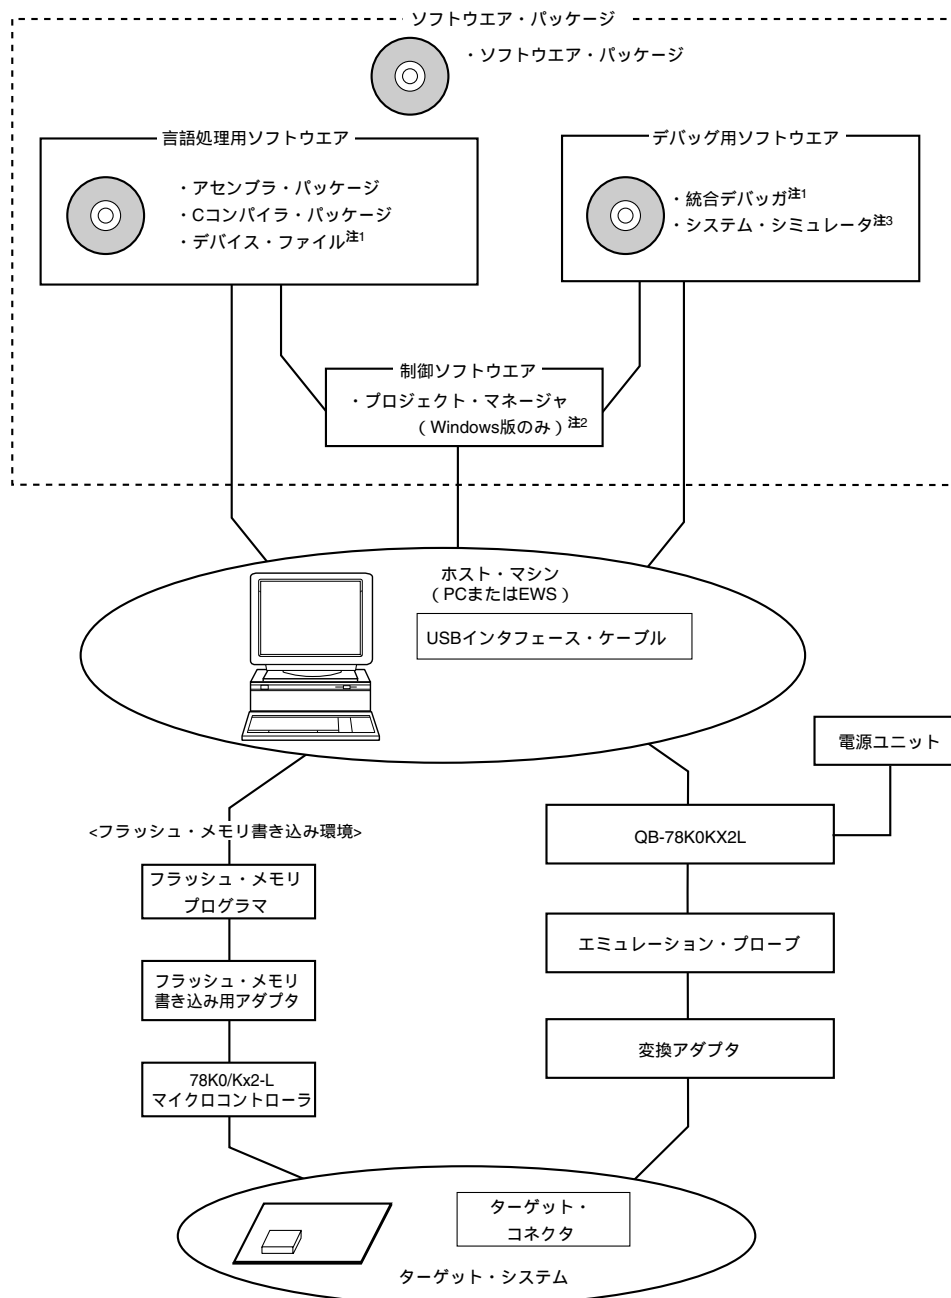 ソフトウエア・パッケージ
・ソフトウエア・パッケージ
言語処理用ソフトウエア
・アセンブラ・パッケージ
・Cコンパイラ・パッケージ
・デバイス・ファイル注1
デバッグ用ソフトウエア
・統合デバッガ注1
・システム・シミュレータ注3
制御ソフトウエア
・プロジェクト・マネージャ
（Windows版のみ）注2
ホスト・マシン
（PCまたはEWS）
USBインタフェース・ケーブル
電源ユニット
<フラッシュ・メモリ書き込み環境>
フラッシュ・メモリ
プログラマ
フラッシュ・メモリ
書き込み用アダプタ
78K0/Kx2-L
マイクロコントローラ
QB-78K0KX2L
エミュレーション・プローブ
変換アダプタ
ターゲット・
コネクタ
ターゲット・システム